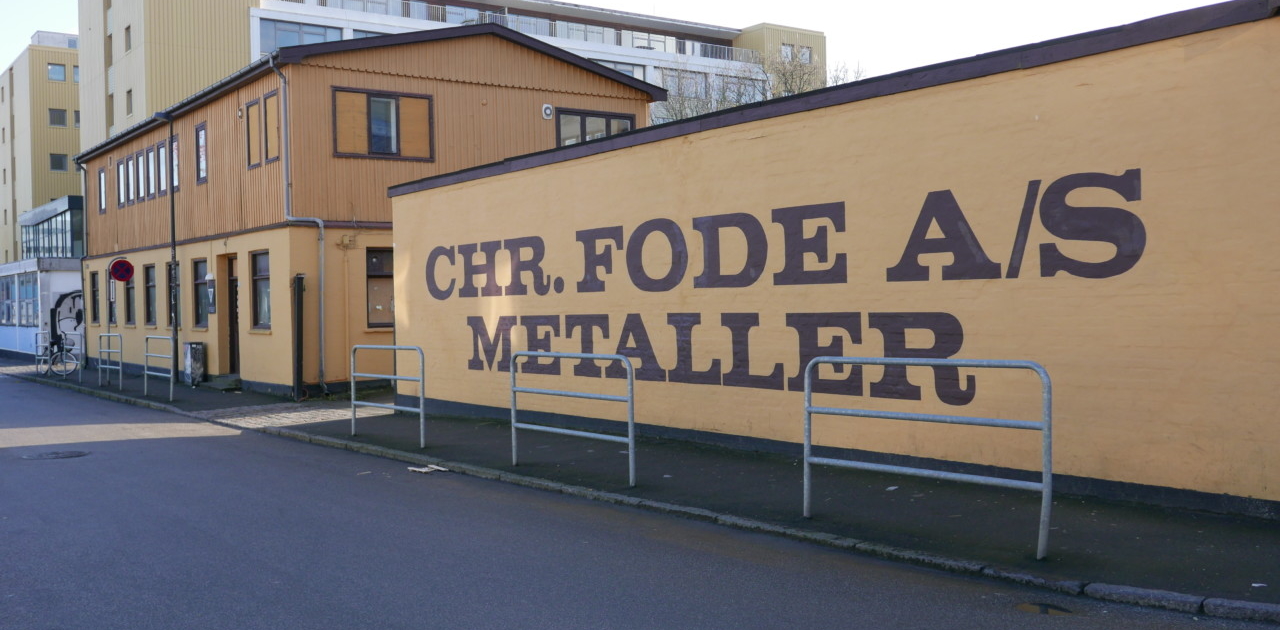 CHR. FODE A/S
METALLER